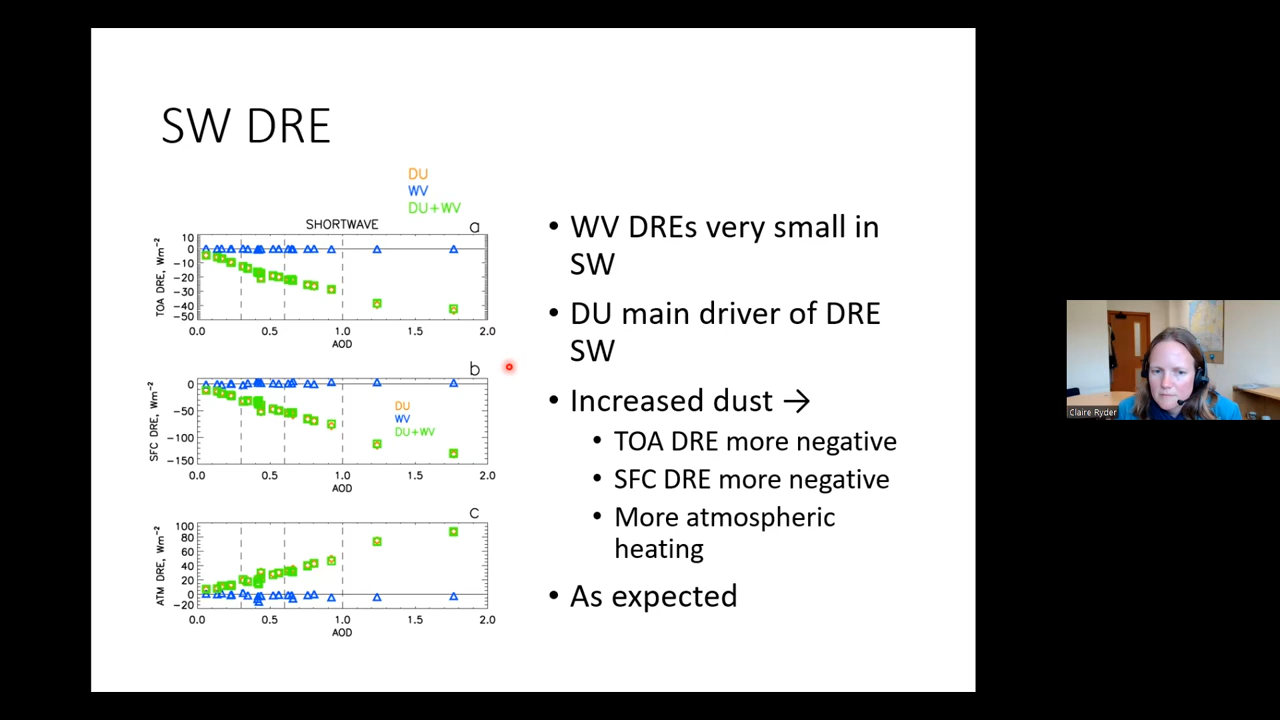 SW DRE
DU
WV
DU+WV
SHORTWAVE
a
TOA DRE, Wm⁻²
10
0
-10
-20
-30
-40
-50
0.0 0.5 1.0 1.5 2.0
AOD
b
SFC DRE, Wm⁻²
0
-50
-100
-150
DU
WV
DU+WV
0.0 0.5 1.0 1.5 2.0
AOD
c
ATM DRE, Wm⁻²
100
80
60
40
20
0
-20
0.0 0.5 1.0 1.5 2.0
AOD
• WV DREs very small in
SW
• DU main driver of DRE
SW
• Increased dust →
• TOA DRE more negative
• SFC DRE more negative
• More atmospheric
heating
• As expected
Claire Ryder